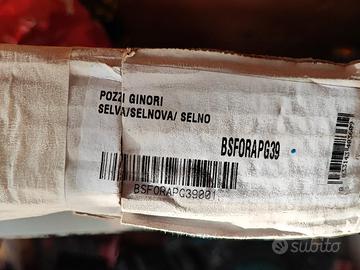 POZZI GINORI
SELVA/SELNOVA/ SELNO
BSFORAPG39
BSFORAPG39001
subito